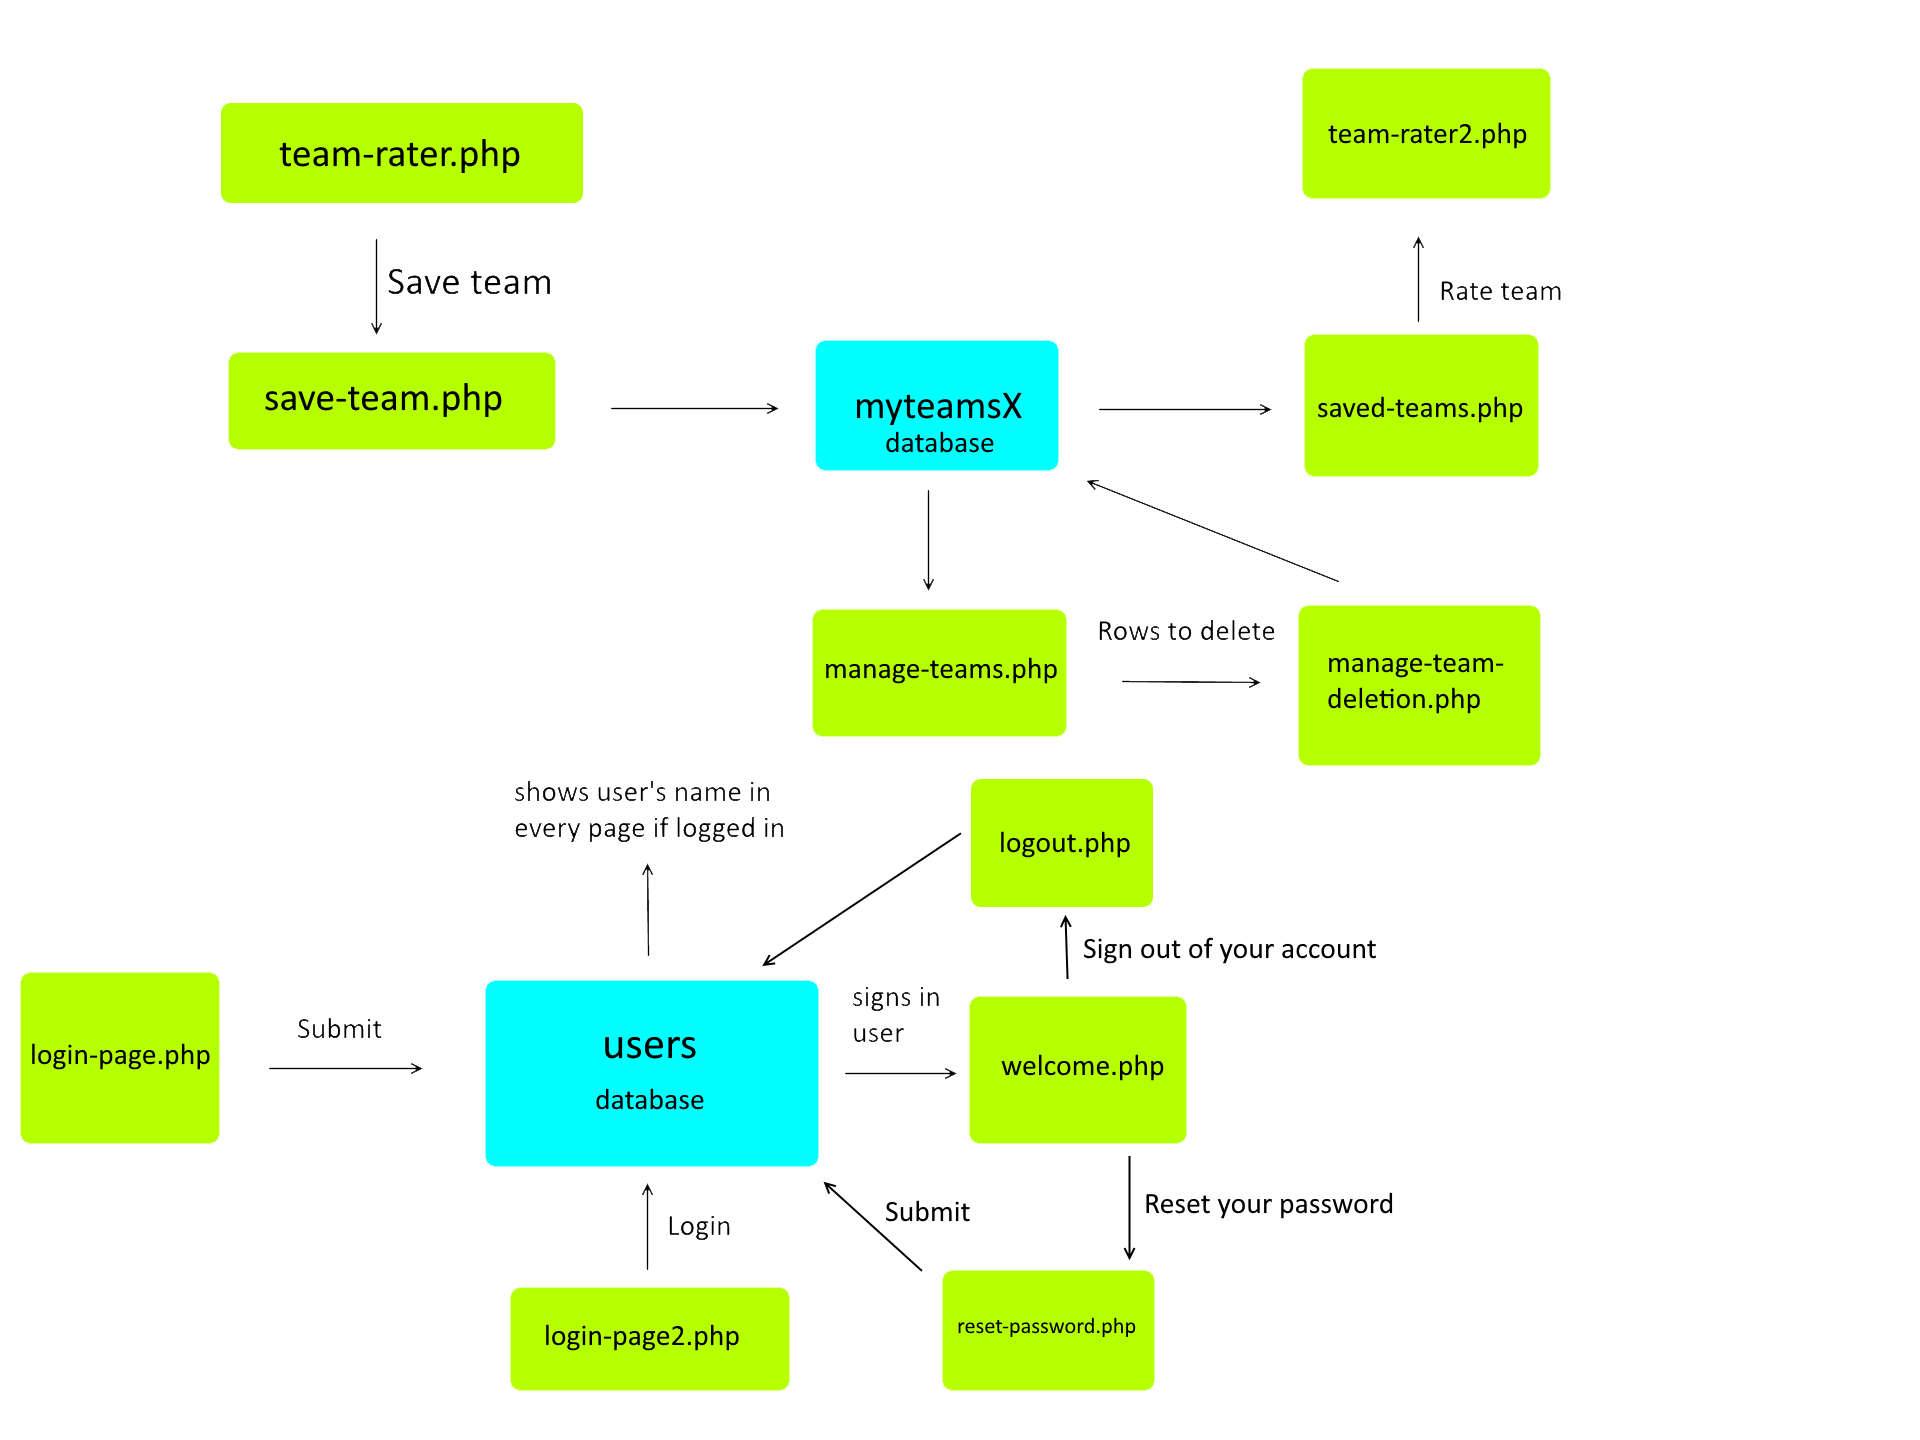 team-rater.php
team-rater2.php
Save team
Rate team
save-team.php
myteamsX
database
saved-teams.php
manage-teams.php
Rows to delete
manage-team-
deletion.php
shows user's name in
every page if logged in
logout.php
Sign out of your account
login-page.php
Submit
users
database
signs in
user
welcome.php
Login
Submit
Reset your password
login-page2.php
reset-password.php